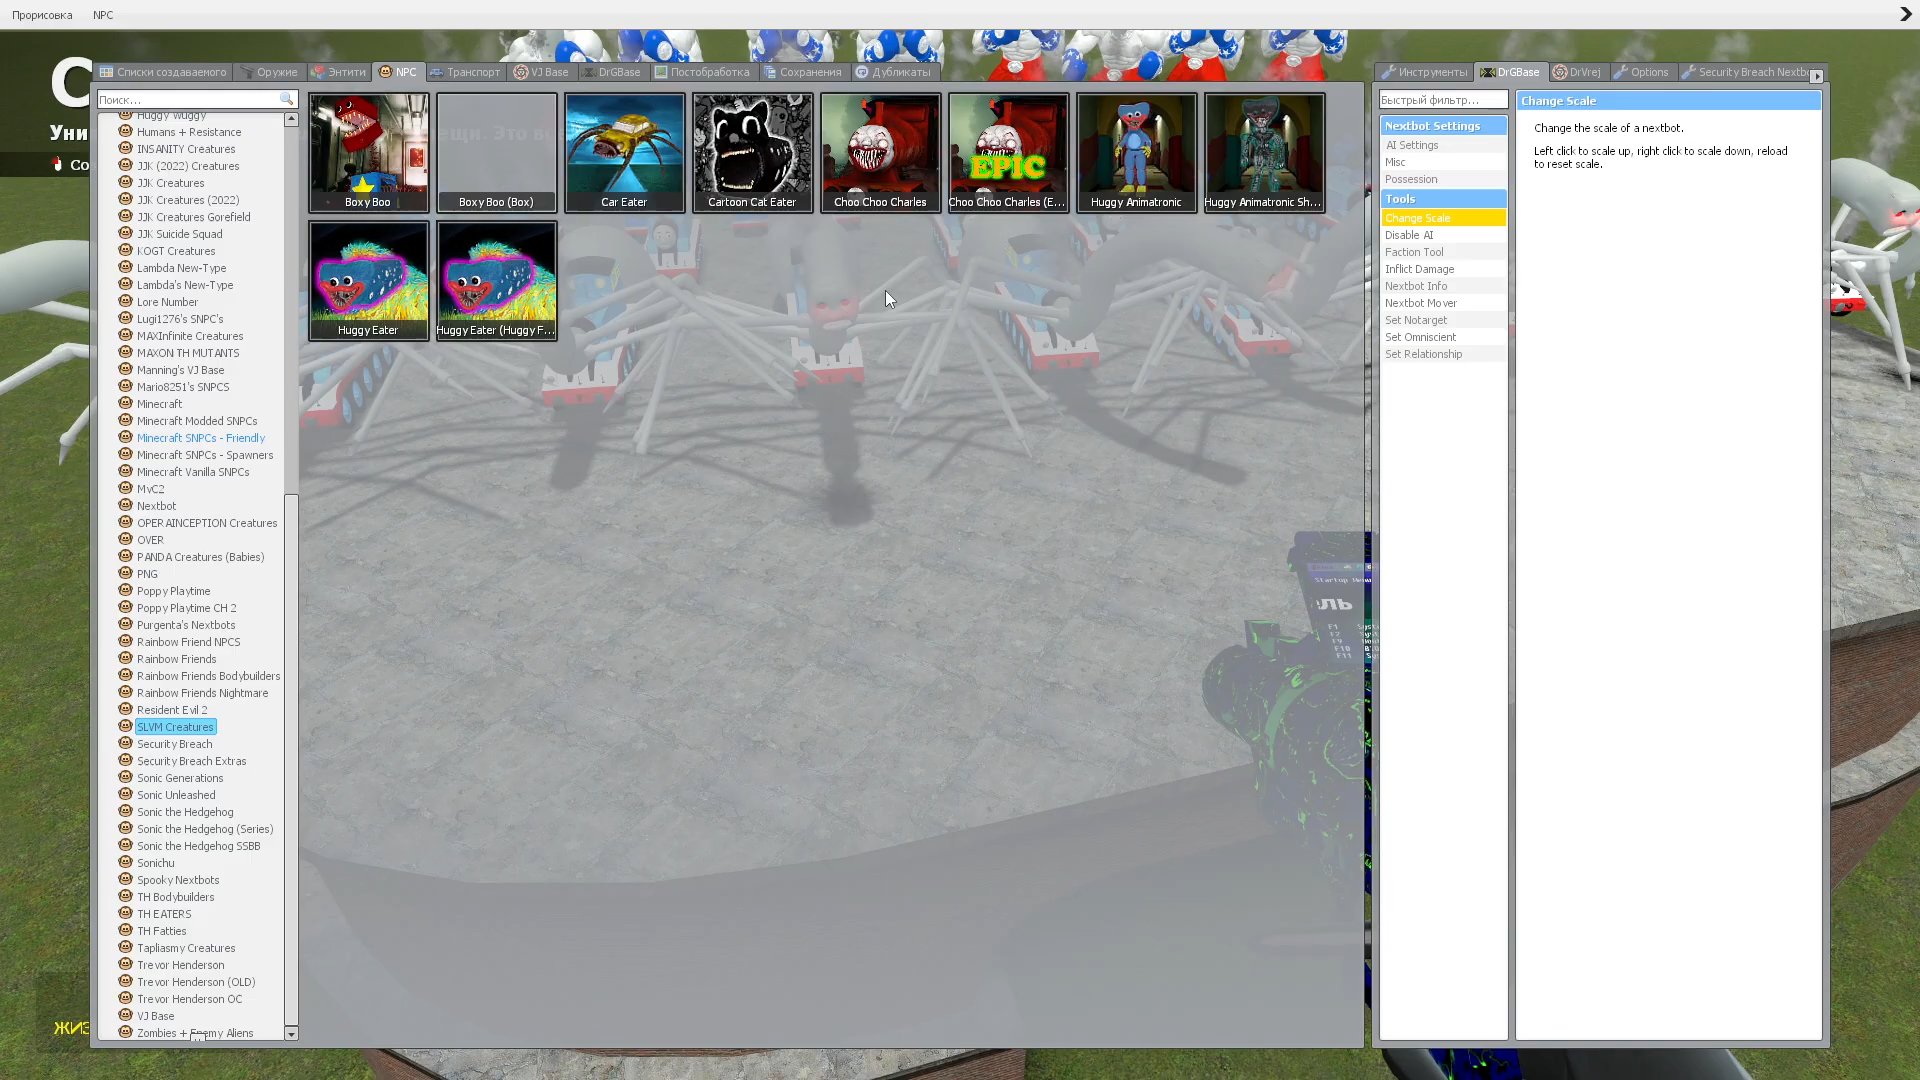 Прорисовка NPC
С
Уни
Со
Списки создаваемого Оружие Энтити NPC Транспорт VJ Base DrGBase Постобработка Сохранения Дубликаты
Инструменты DrGBase DrVrej Options Security Breach Nextbo
Поиск...
Huggy Wuggy
Humans + Resistance
INSANITY Creatures
JJK (2022) Creatures
JJK Creatures
JJK Creatures (2022)
JJK Creatures Gorefield
JJK Suicide Squad
KOGT Creatures
Lambda New-Type
Lambda's New-Type
Lore Number
Lugi1276's SNPC's
MAXInfinite Creatures
MAXON TH MUTANTS
Manning's VJ Base
Mario8251's SNPCS
Minecraft
Minecraft Modded SNPCs
Minecraft SNPCs - Friendly
Minecraft SNPCs - Spawners
Minecraft Vanilla SNPCs
MvC2
Nextbot
OPERAINCEPTION Creatures
OVER
PANDA Creatures (Babies)
PNG
Poppy Playtime
Poppy Playtime CH 2
Purgenta's Nextbots
Rainbow Friend NPCS
Rainbow Friends
Rainbow Friends Bodybuilders
Rainbow Friends Nightmare
Resident Evil 2
SLVM Creatures
Security Breach
Security Breach Extras
Sonic Generations
Sonic Unleashed
Sonic the Hedgehog
Sonic the Hedgehog (Series)
Sonic the Hedgehog SSBB
Sonichu
Spooky Nextbots
TH Bodybuilders
TH EATERS
TH Fatties
Tapliasmy Creatures
Trevor Henderson
Trevor Henderson (OLD)
Trevor Henderson OC
VJ Base
Zombies + Enemy Aliens
ЖИЗ
Boxy Boo
Boxy Boo (Box)
Car Eater
Cartoon Cat Eater
Choo Choo Charles
EPIC
Choo Choo Charles (E...
Huggy Animatronic
Huggy Animatronic Sh...
Huggy Eater
Huggy Eater (Huggy F...
Быстрый фильтр...
Nextbot Settings
AI Settings
Misc
Possession
Tools
Change Scale
Disable AI
Faction Tool
Inflict Damage
Nextbot Info
Nextbot Mover
Set Notarget
Set Omniscient
Set Relationship
Change Scale
Change the scale of a nextbot.
Left click to scale up, right click to scale down, reload
to reset scale.
Startup
ль
F1
F2
F9
F10
F11